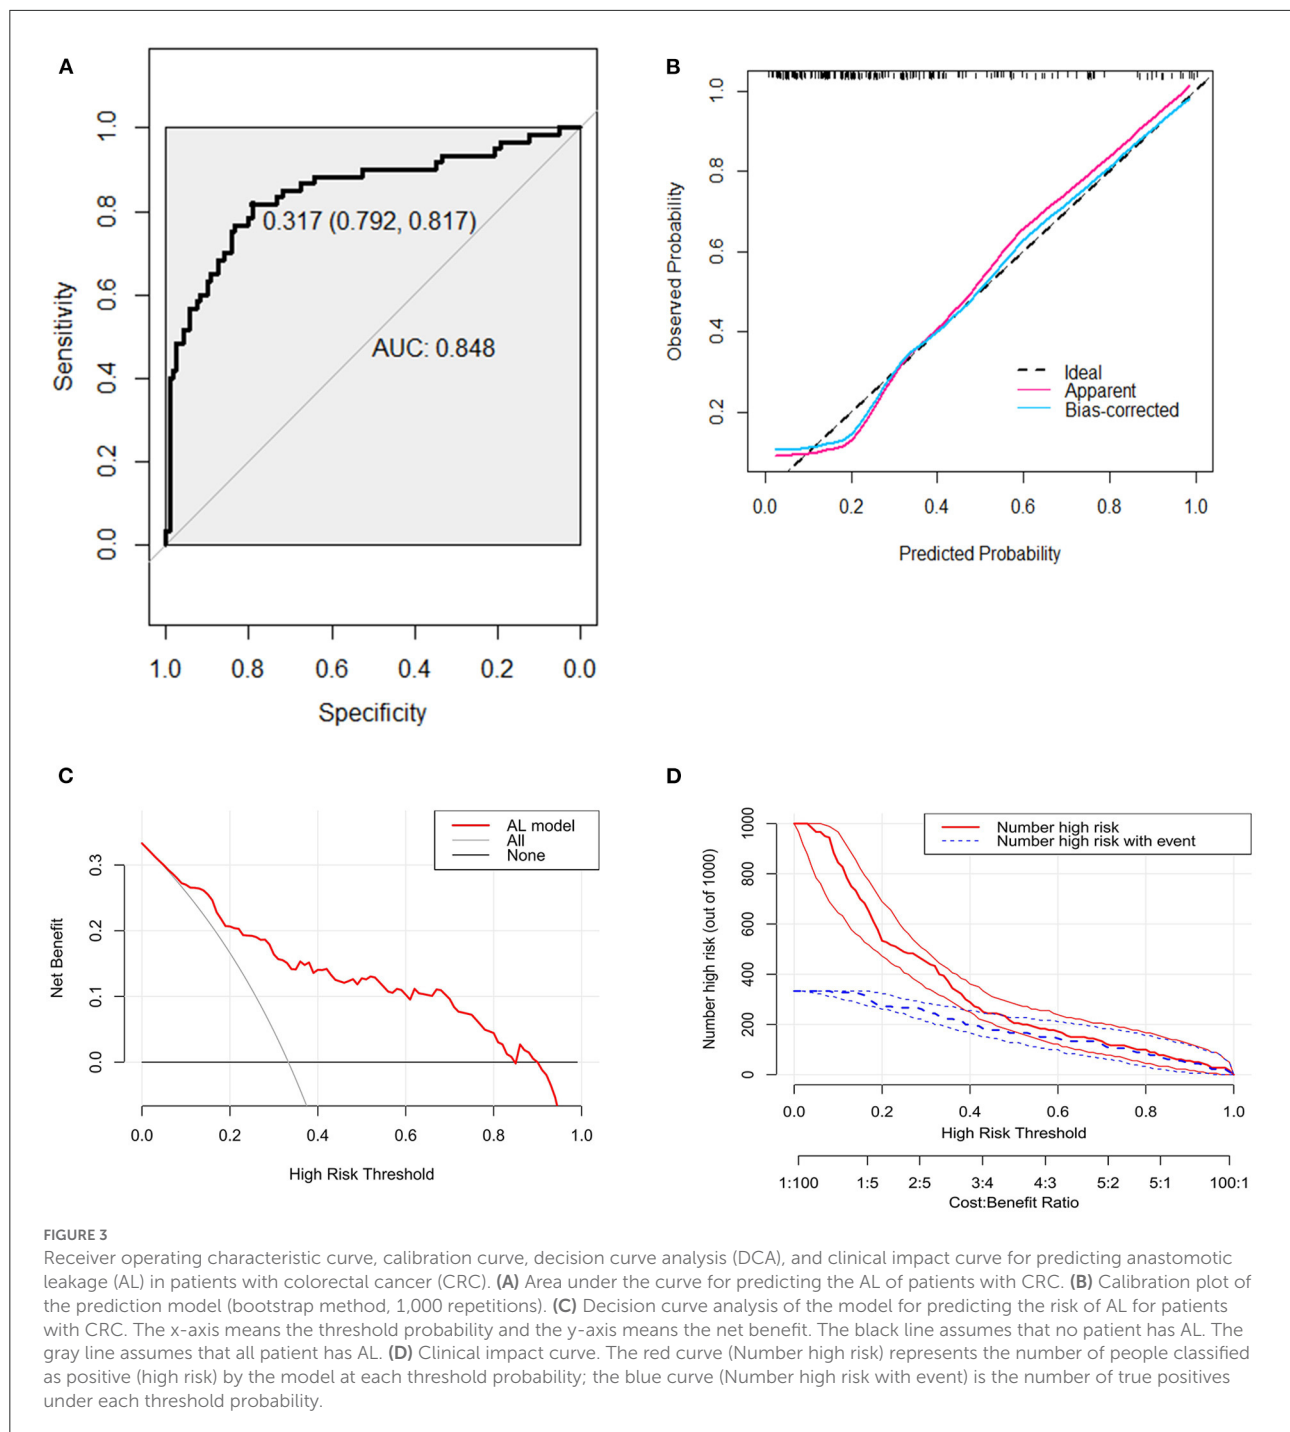 A
1.0
0.8
0.6
0.4
0.2
0.0
Sensitivity
0.317 (0.792, 0.817)
AUC: 0.848
1.0 0.8 0.6 0.4 0.2 0.0
Specificity
B
1.0
0.8
0.6
0.4
0.2
Observed Probability
Ideal
Apparent
Bias-corrected
0.0 0.2 0.4 0.6 0.8 1.0
Predicted Probability
C
AL model
All
None
0.3
0.2
0.1
0.0
Net Benefit
0.0 0.2 0.4 0.6 0.8 1.0
High Risk Threshold
D
Number high risk
Number high risk with event
1000
800
600
400
200
0
Number high risk (out of 1000)
0.0 0.2 0.4 0.6 0.8 1.0
High Risk Threshold
1:100 1:5 2:5 3:4 4:3 5:2 5:1 100:1
Cost:Benefit Ratio
FIGURE 3
Receiver operating characteristic curve, calibration curve, decision curve analysis (DCA), and clinical impact curve for predicting anastomotic
leakage (AL) in patients with colorectal cancer (CRC). (A) Area under the curve for predicting the AL of patients with CRC. (B) Calibration plot of
the prediction model (bootstrap method, 1,000 repetitions). (C) Decision curve analysis of the model for predicting the risk of AL for patients
with CRC. The x-axis means the threshold probability and the y-axis means the net benefit. The black line assumes that no patient has AL. The
gray line assumes that all patient has AL. (D) Clinical impact curve. The red curve (Number high risk) represents the number of people classified
as positive (high risk) by the model at each threshold probability; the blue curve (Number high risk with event) is the number of true positives
under each threshold probability.